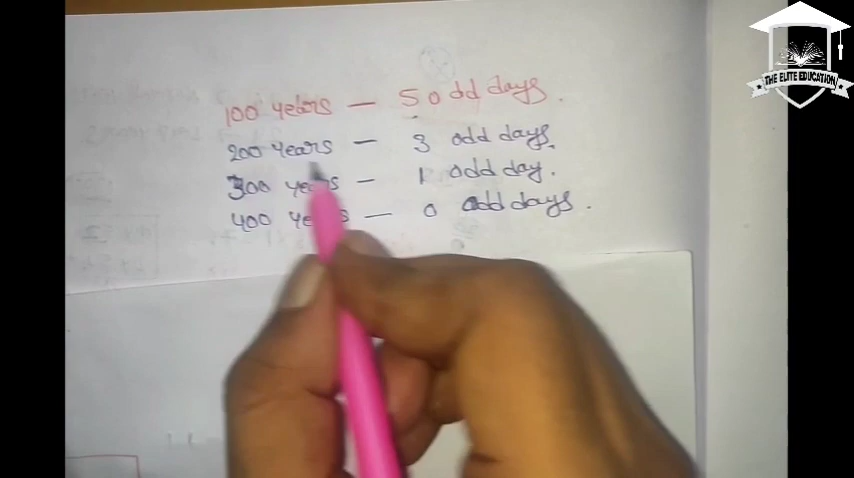 THE ELITE EDUCATION
100 years — 5 odd days.
200 years — 3 odd days.
300 years — 1 odd day.
400 years — 0 odd days.